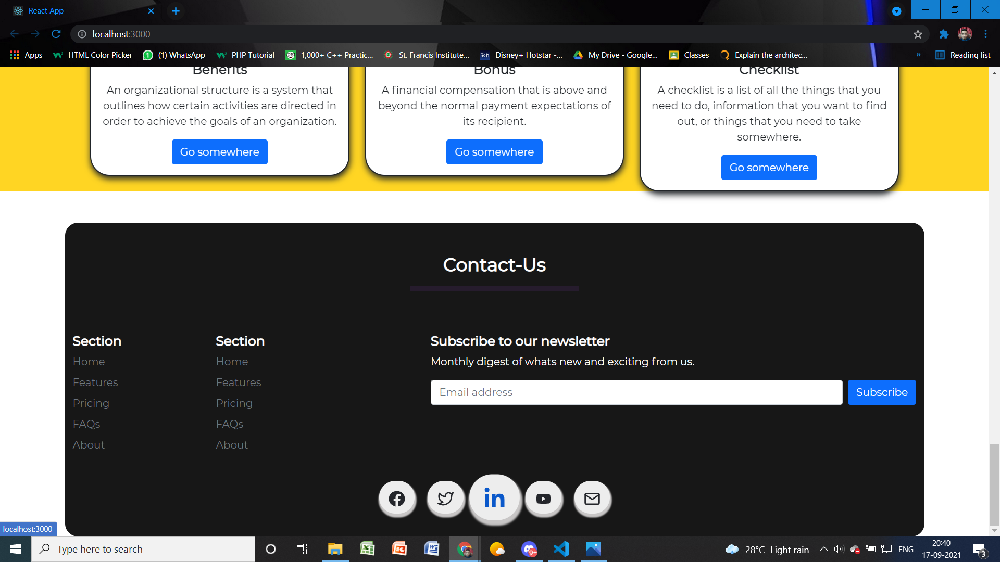 React App
localhost:3000
Apps
HTML Color Picker
(1) WhatsApp
PHP Tutorial
1,000+ C++ Practic...
St. Francis Institute...
Disney+ Hotstar -...
My Drive - Google...
Classes
Explain the architec...
»
Reading list
Benefits
An organizational structure is a system that
outlines how certain activities are directed in
order to achieve the goals of an organization.
Go somewhere
Bonus
A financial compensation that is above and
beyond the normal payment expectations of
its recipient.
Go somewhere
Checklist
A checklist is a list of all the things that you
need to do, information that you want to find
out, or things that you need to take
somewhere.
Go somewhere
Contact-Us
Section
Home
Features
Pricing
FAQs
About
Section
Home
Features
Pricing
FAQs
About
Subscribe to our newsletter
Monthly digest of whats new and exciting from us.
Email address
Subscribe
in
localhost:3000
Type here to search
9+
28°C Light rain
ENG
20:40
17-09-2021
3